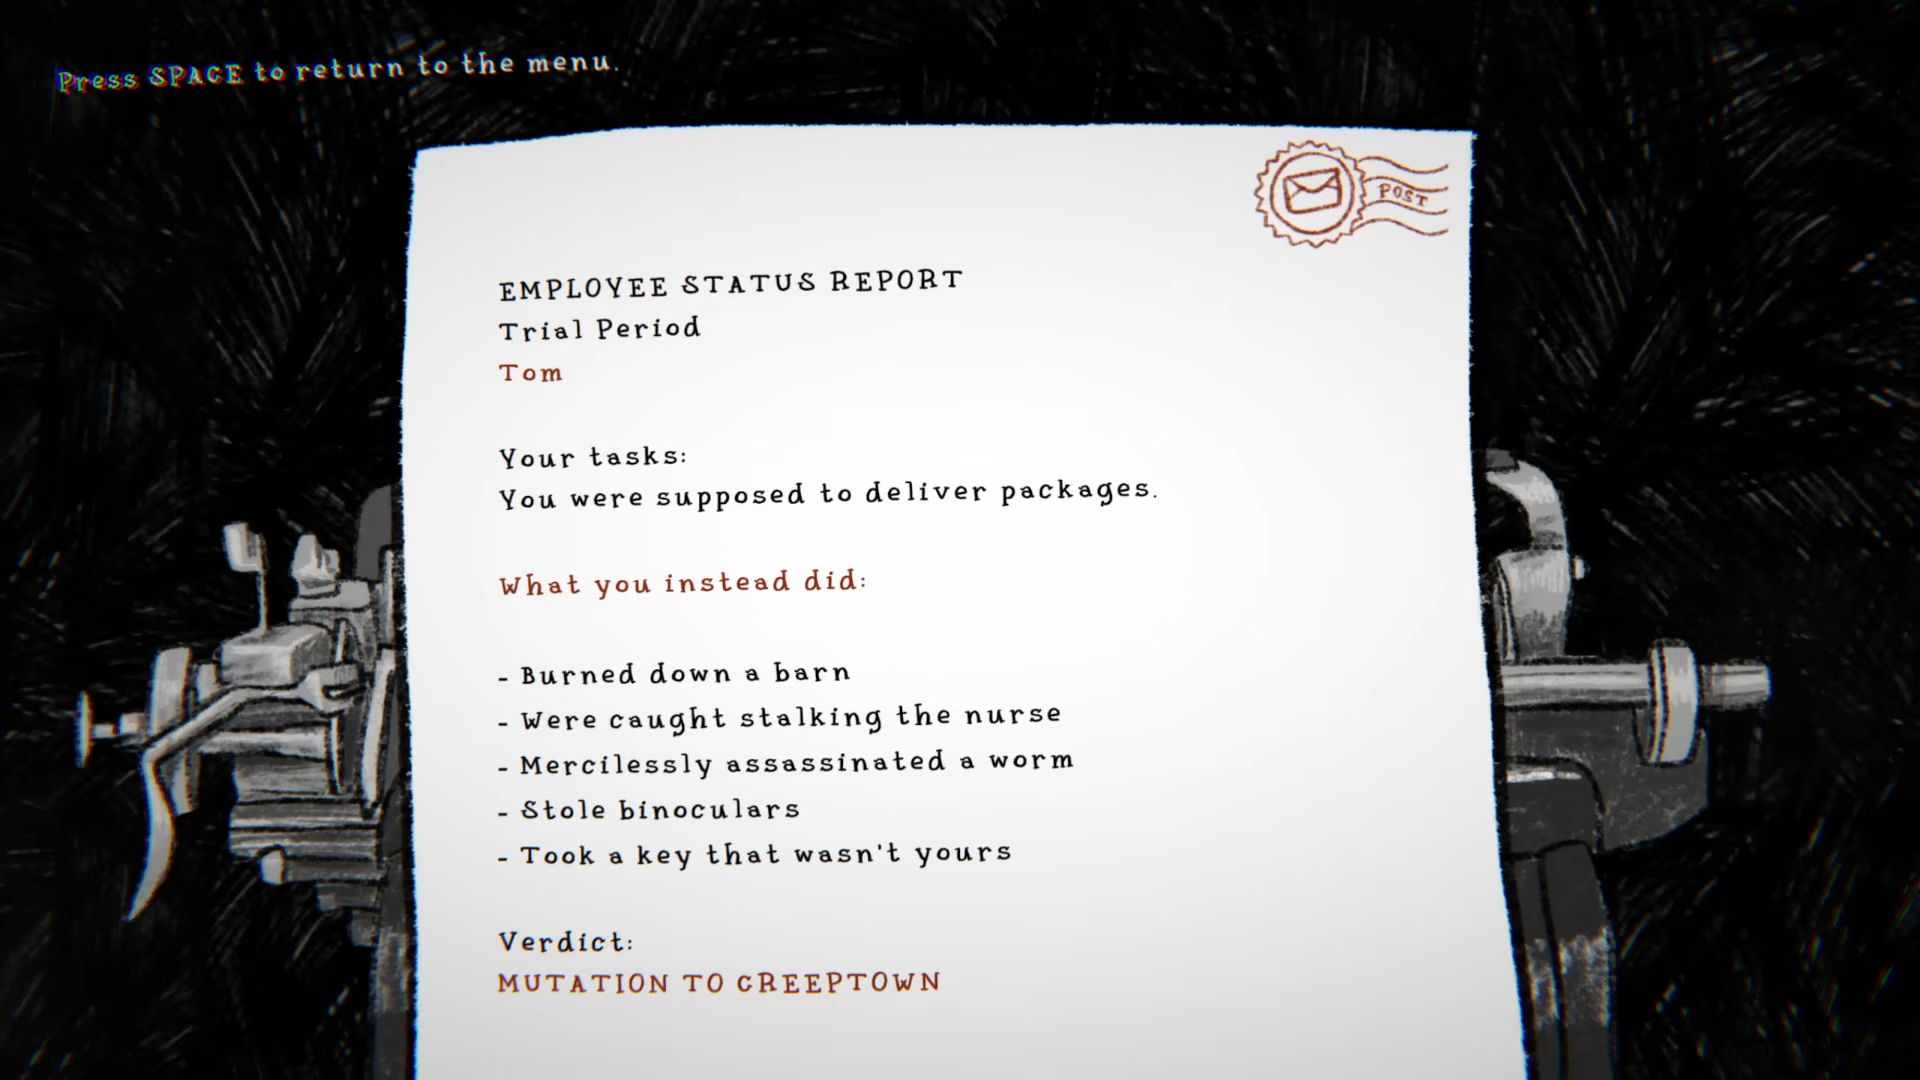 Press SPACE to return to the menu.
POST
EMPLOYEE STATUS REPORT
Trial Period
Tom
Your tasks:
You were supposed to deliver packages.
What you instead did:
- Burned down a barn
- Were caught stalking the nurse
- Mercilessly assassinated a worm
- Stole binoculars
- Took a key that wasn't yours
Verdict:
MUTATION TO CREEPTOWN